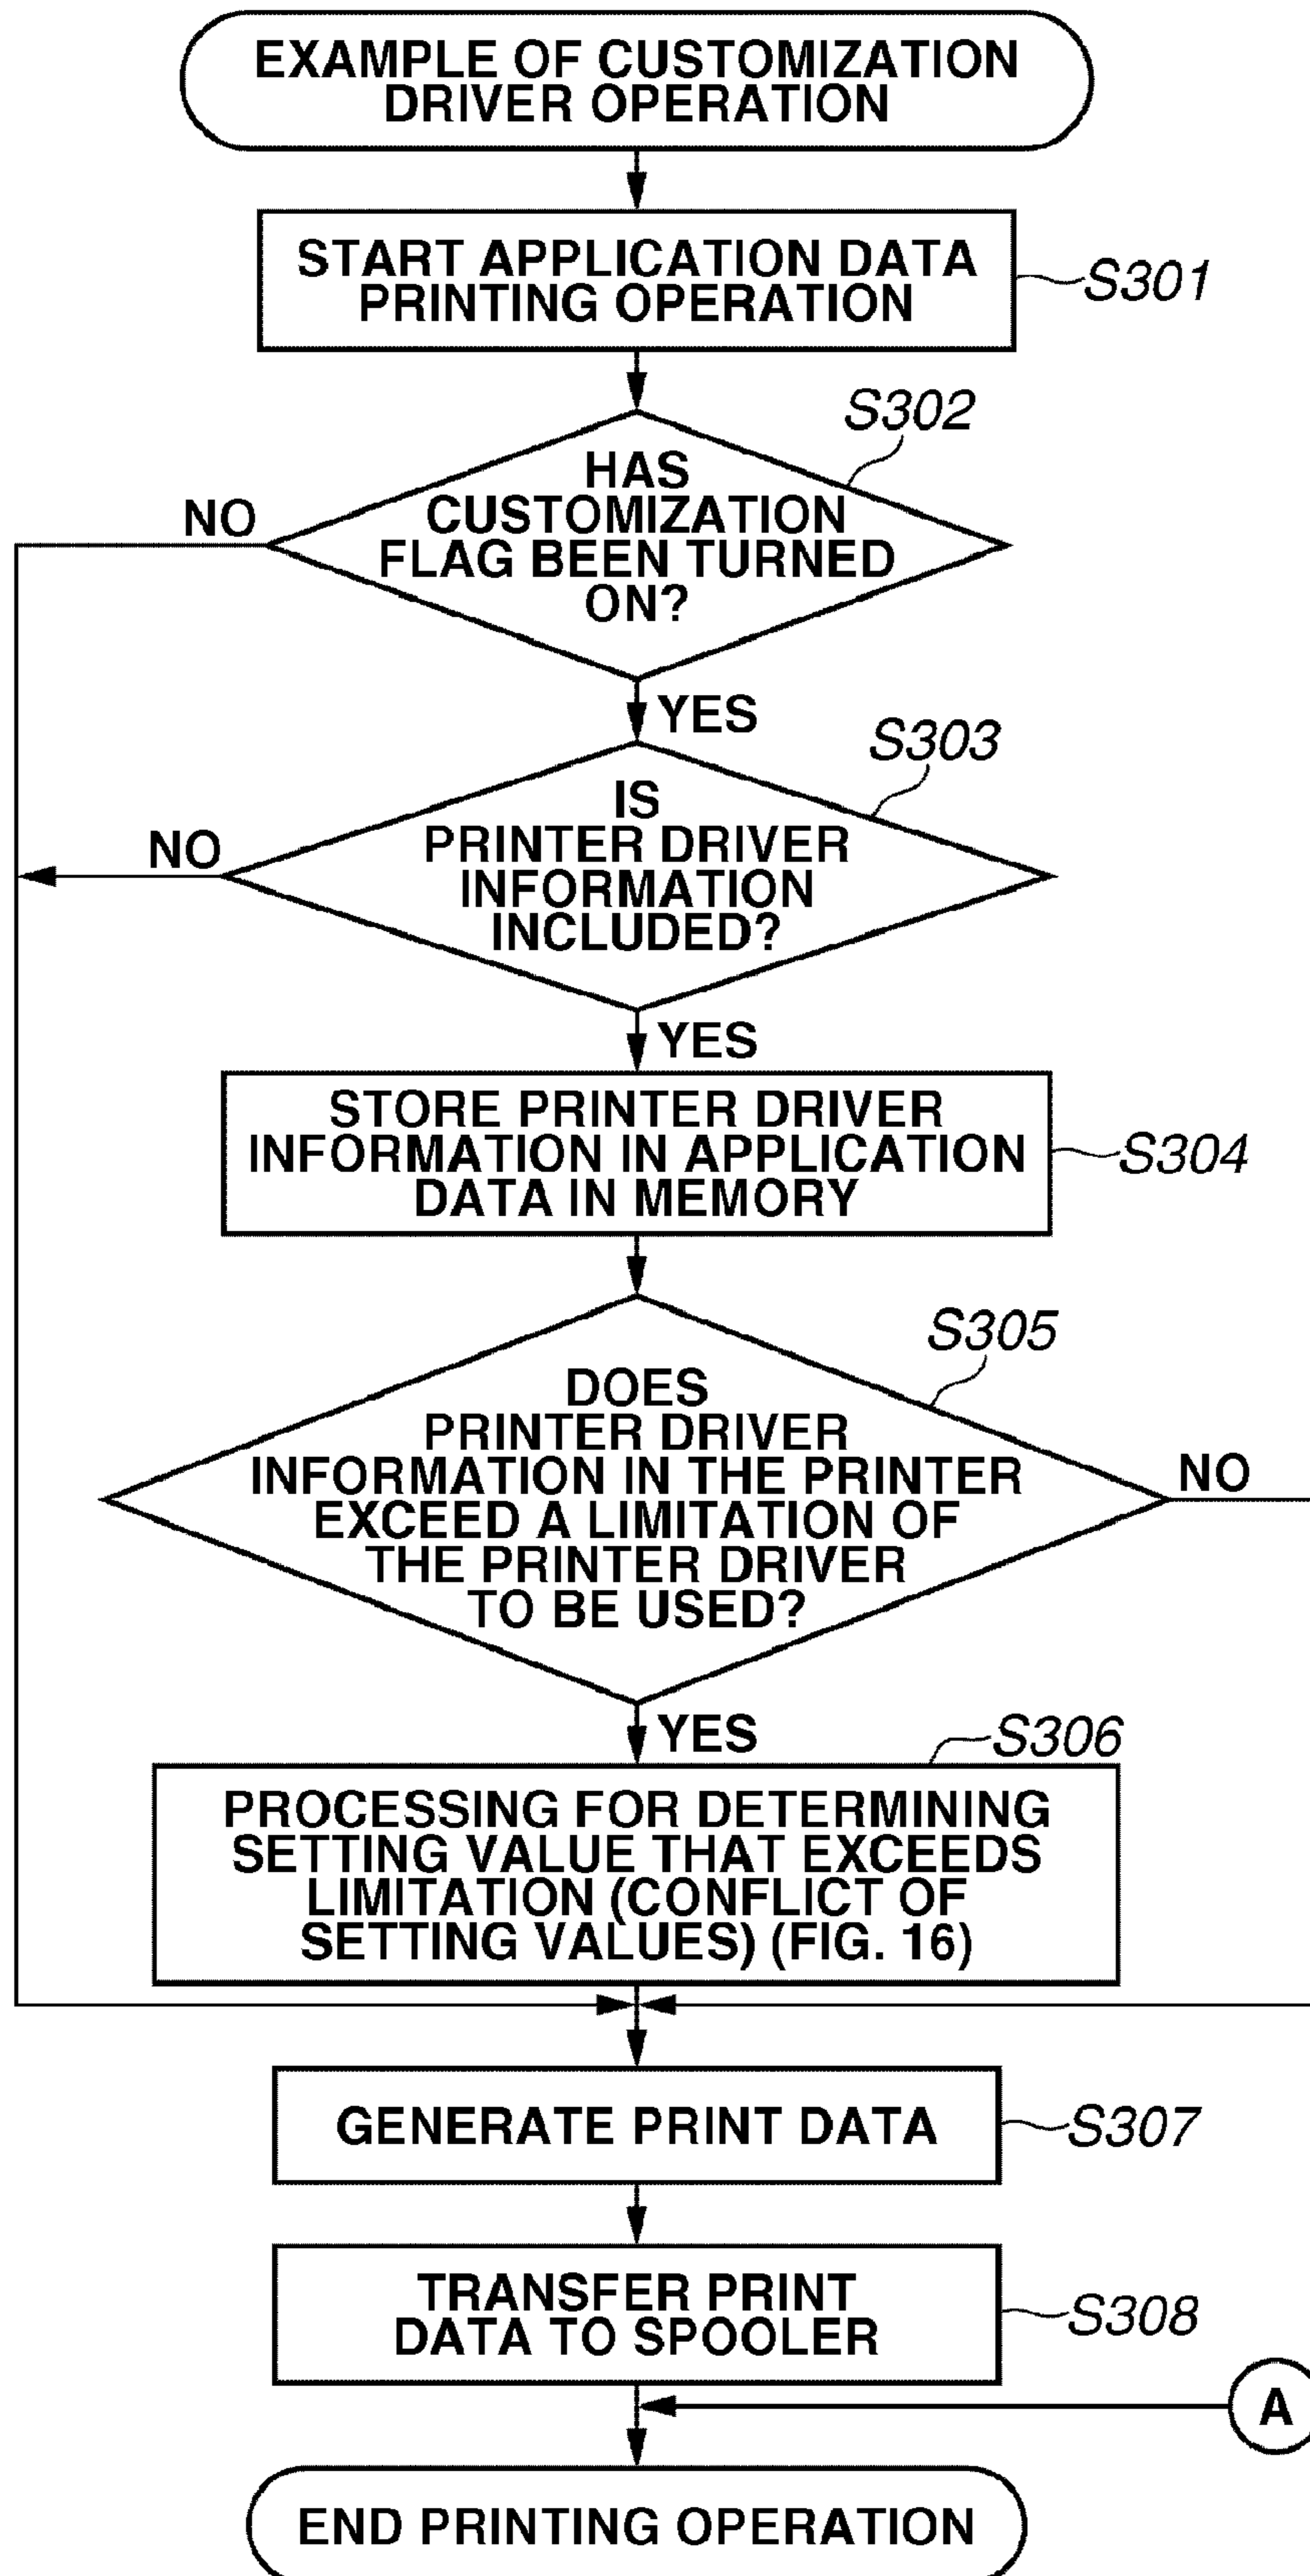 EXAMPLE OF CUSTOMIZATION
DRIVER OPERATION
START APPLICATION DATA
PRINTING OPERATION
S301
S302
HAS
CUSTOMIZATION
FLAG BEEN TURNED
ON?
NO
YES
S303
IS
PRINTER DRIVER
INFORMATION
INCLUDED?
NO
YES
STORE PRINTER DRIVER
INFORMATION IN APPLICATION
DATA IN MEMORY
S304
S305
DOES
PRINTER DRIVER
INFORMATION IN THE PRINTER
EXCEED A LIMITATION OF
THE PRINTER DRIVER
TO BE USED?
NO
YES
S306
PROCESSING FOR DETERMINING
SETTING VALUE THAT EXCEEDS
LIMITATION (CONFLICT OF
SETTING VALUES) (FIG. 16)
GENERATE PRINT DATA
S307
TRANSFER PRINT
DATA TO SPOOLER
S308
A
END PRINTING OPERATION